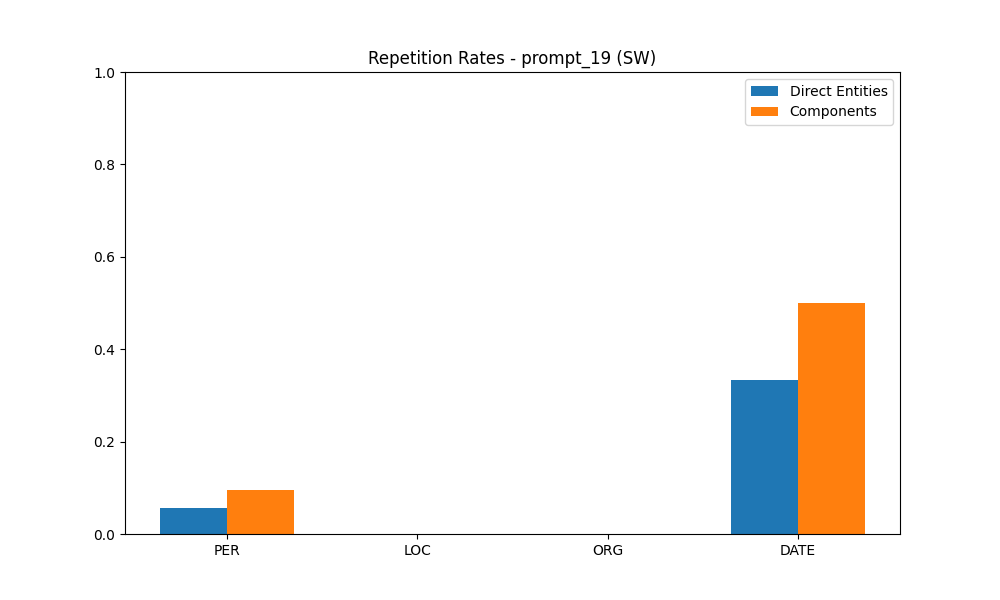 Repetition Rates - prompt_19 (SW)
Direct Entities
Components
1.0
0.8
0.6
0.4
0.2
0.0
PER LOC ORG DATE